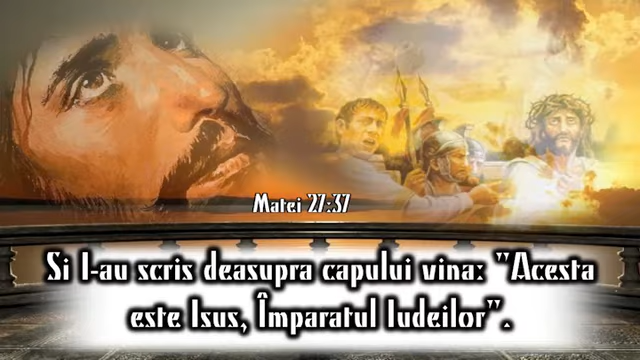 Matei 27:37
Si I-au scris deasupra capului vina: "Acesta
este Isus, Împaratul Iudeilor".